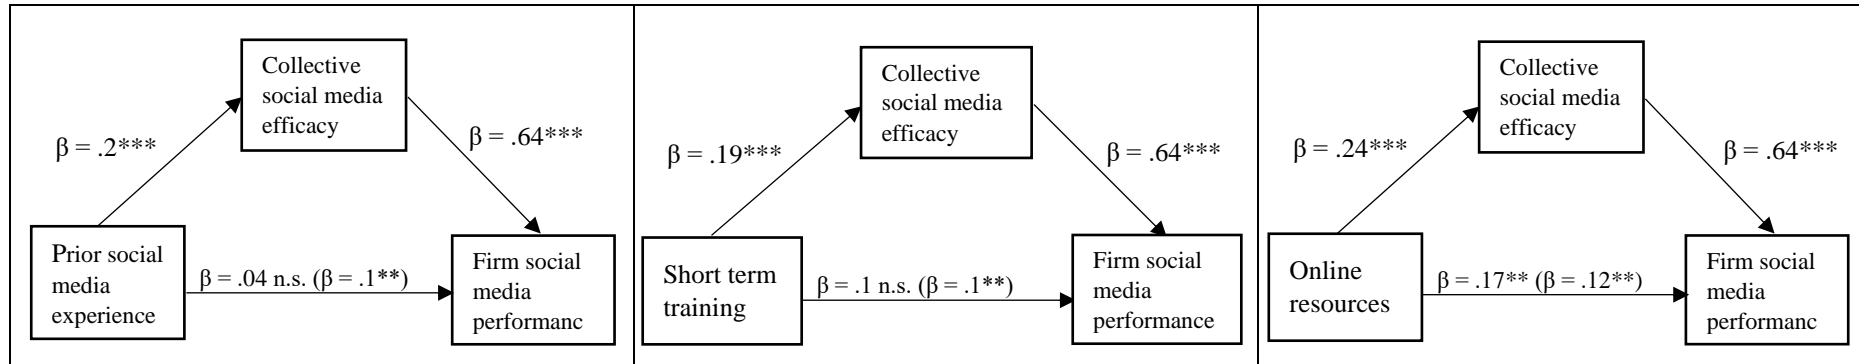 Collective
social media
efficacy
β = .2***
β = .64***
Prior social
media
experience
β = .04 n.s. (β = .1**)
Firm social
media
performanc
Collective
social media
efficacy
β = .19***
β = .64***
Short term
training
β = .1 n.s. (β = .1**)
Firm social
media
performance
Collective
social media
efficacy
β = .24***
β = .64***
Online
resources
β = .17** (β = .12**)
Firm social
media
performanc